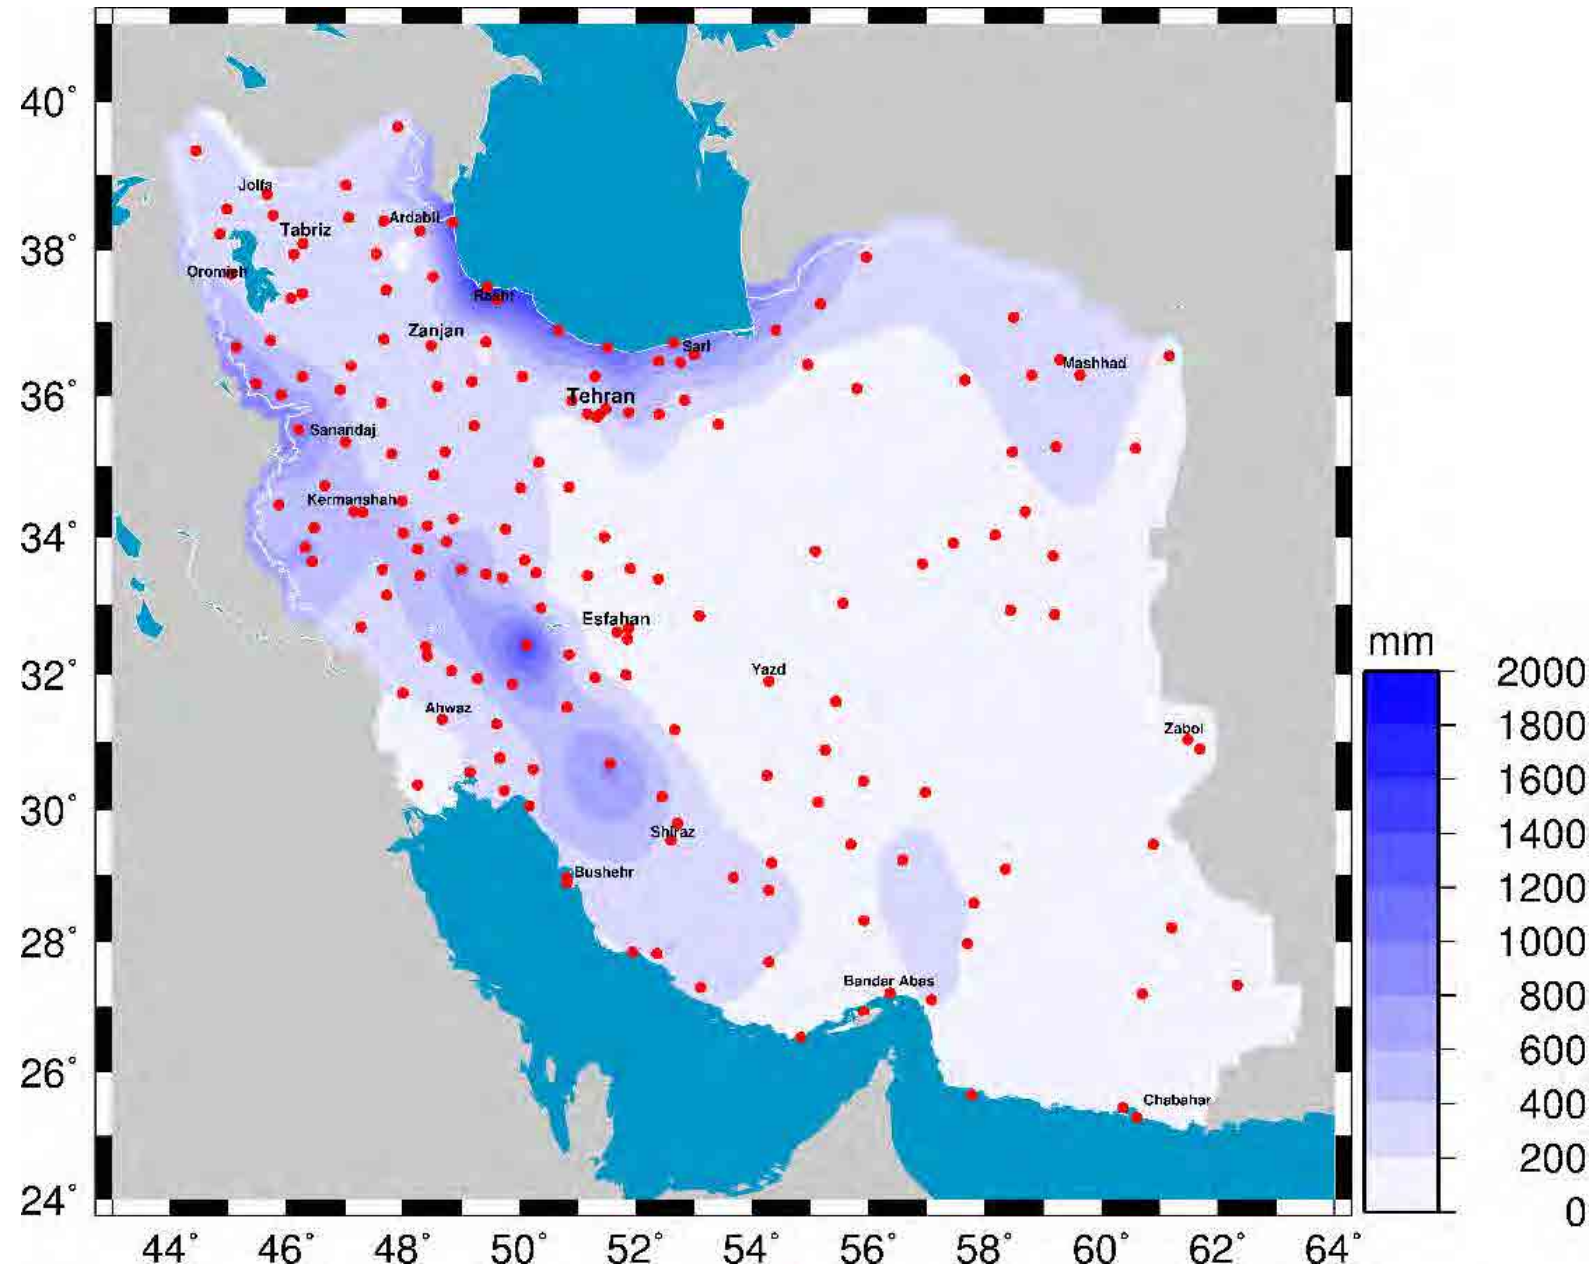 40°
Jolfa
Ardabil
Tabriz
38°
Oromieh
Rasht
Zanjan
Sari
Mashhad
36°
Tehran
Sanandaj
Kermanshah
34°
Esfahan
mm
32°
Yazd
2000
Ahwaz
Zabol
1800
1600
30°
Shiraz
1400
Bushehr
1200
28°
1000
Bandar Abas
800
26°
600
Chabahar
400
24°
200
0
44° 46° 48° 50° 52° 54° 56° 58° 60° 62° 64°